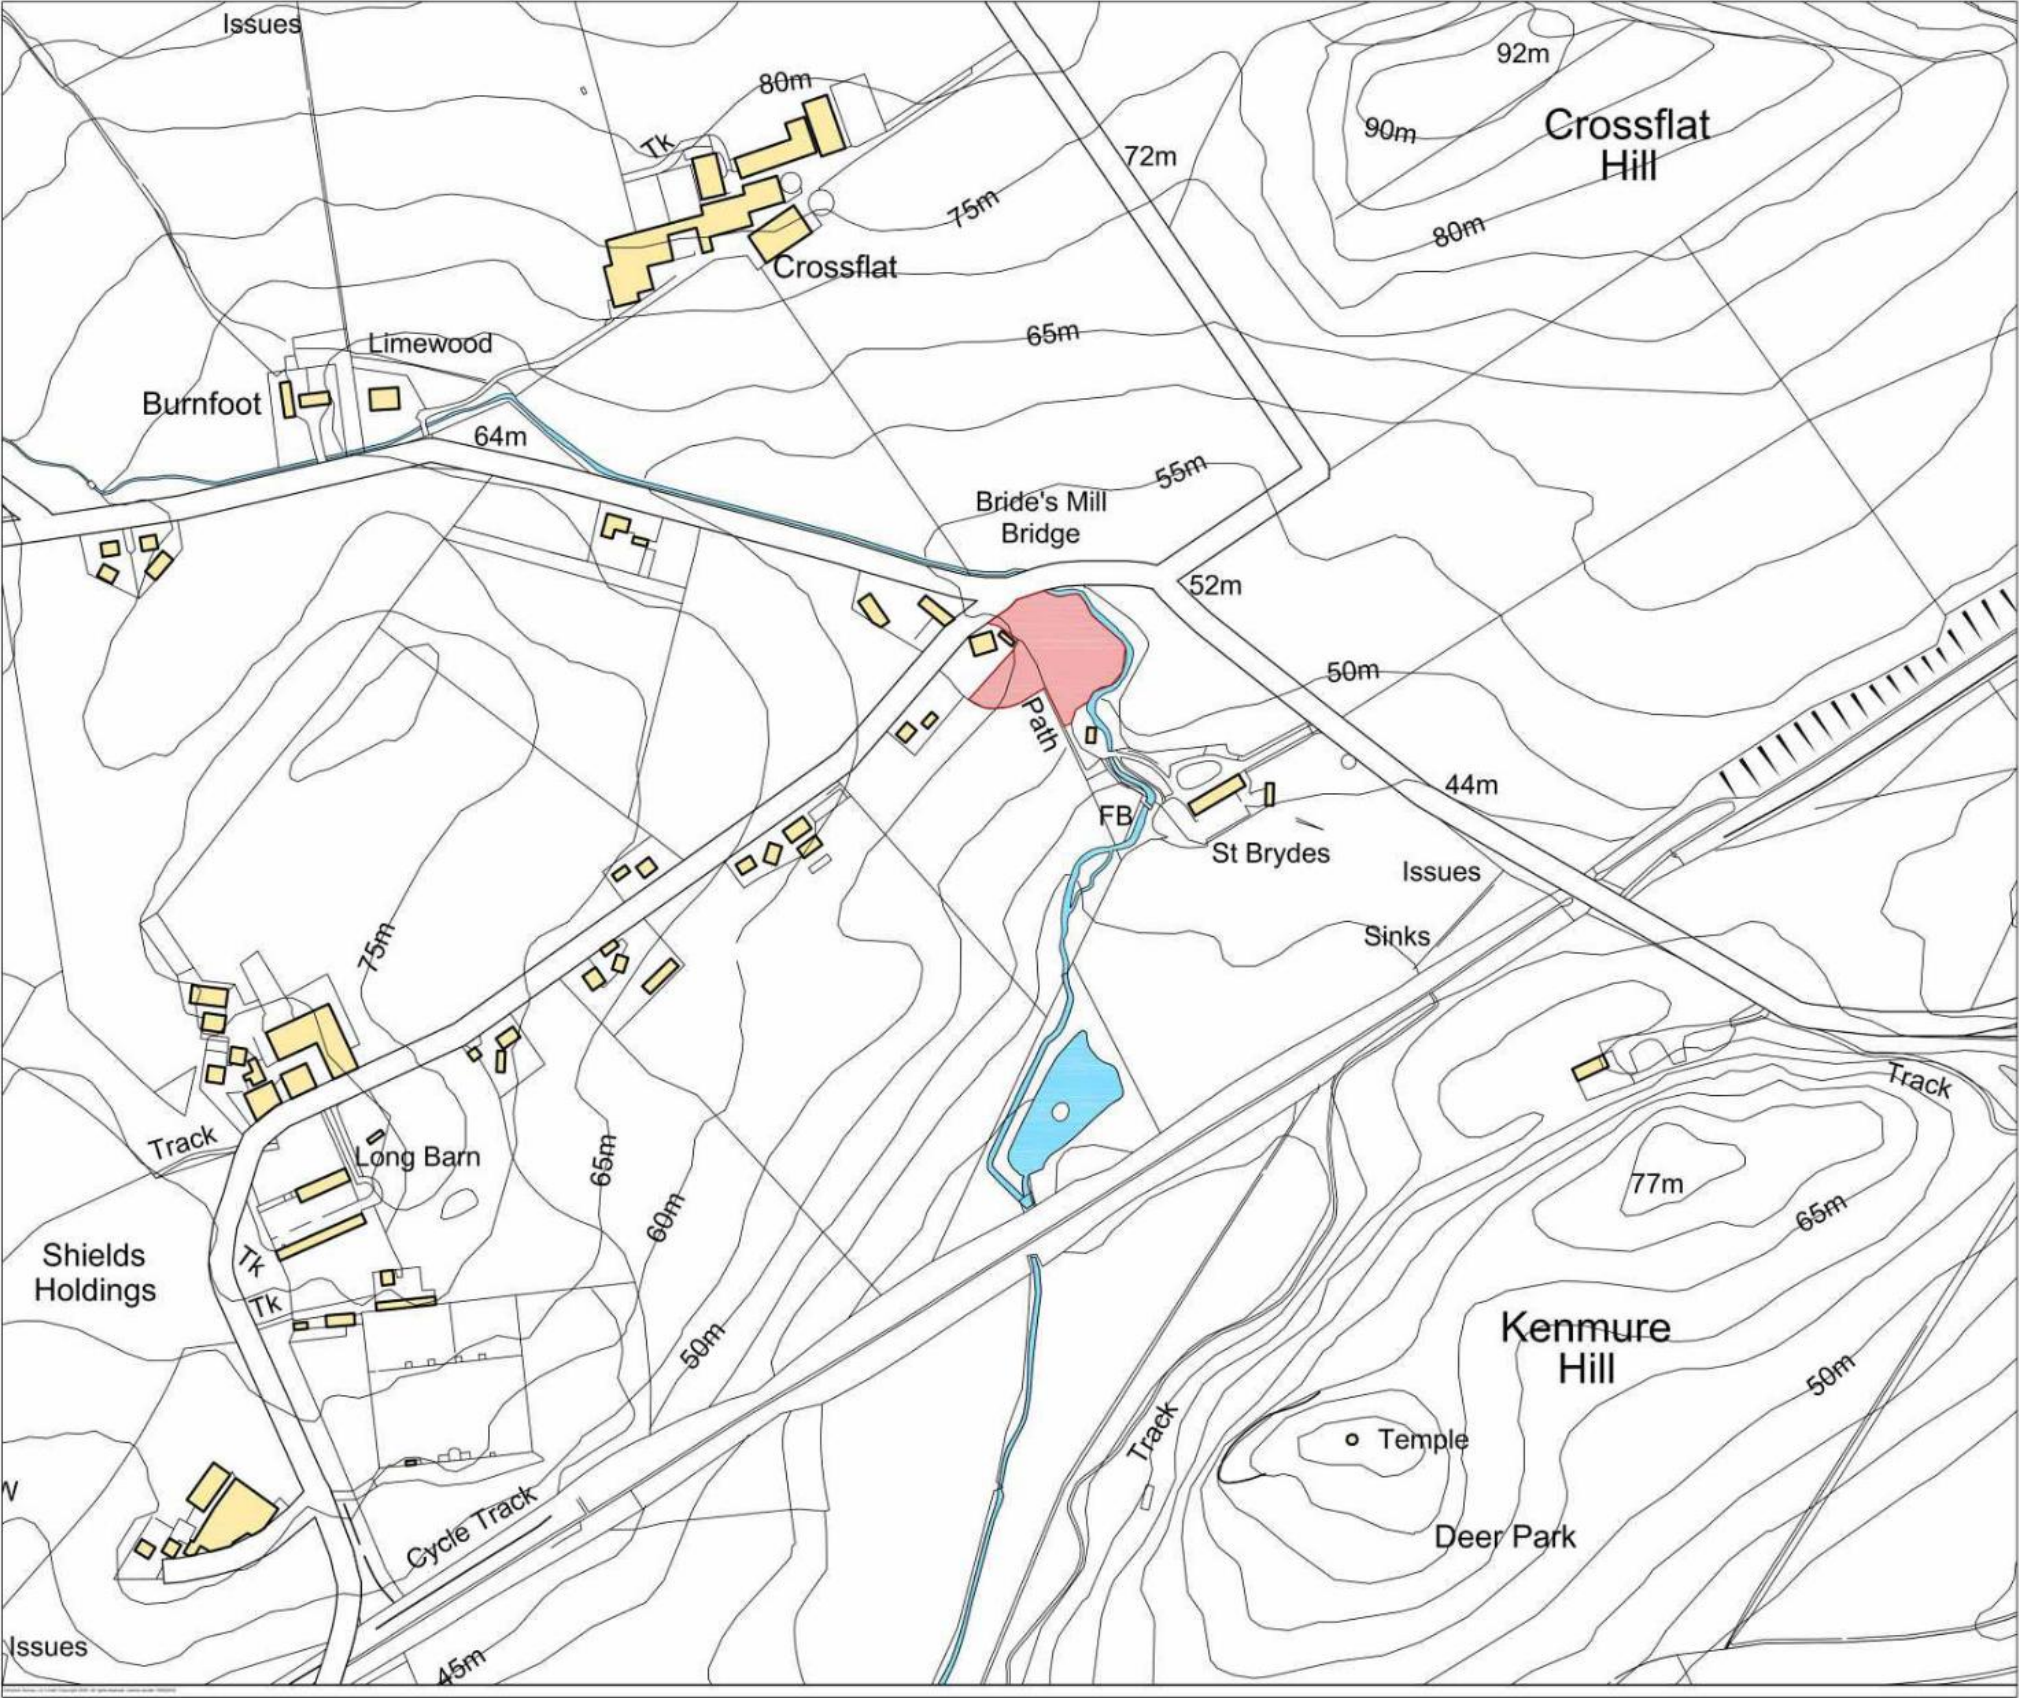 Issues
92m
80m
Crossflat
Hill
90m
Tk
72m
75m
80m
Crossflat
65m
Limewood
Burnfoot
64m
55m
Bride's Mill
Bridge
52m
50m
Path
44m
FB
St Brydes
Issues
Sinks
75m
Track
Track
Long Barn
65m
77m
60m
65m
Shields
Holdings
Tk
Tk
Kenmure
Hill
50m
50m
Track
Temple
Cycle Track
Deer Park
Issues
45m